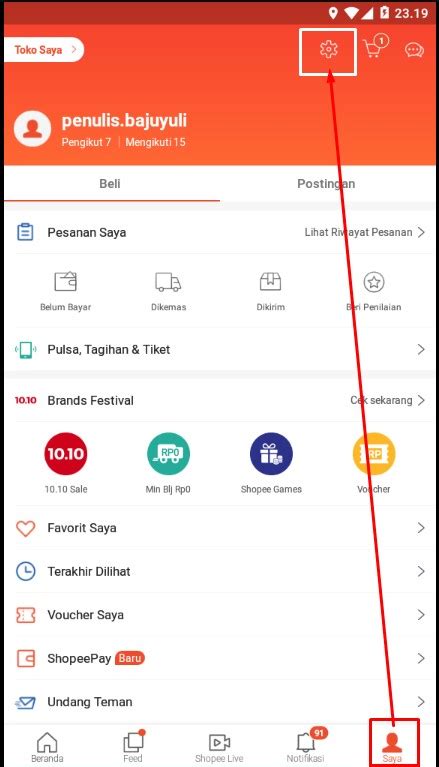 23.19
Toko Saya
1
penulis.bajuyuli
Pengikut 7 Mengikuti 15
Beli Postingan
Pesanan Saya Lihat Riwayat Pesanan
Belum Bayar Dikemas Dikirim Beri Penilaian
Pulsa, Tagihan & Tiket
10.10 Brands Festival Cek sekarang
10.10 RP0 RP
10.10 Sale Min Blj Rp0 Shopee Games Voucher
Favorit Saya
Terakhir Dilihat
Voucher Saya
ShopeePay Baru
Undang Teman
91
Beranda Feed Shopee Live Notifikasi Saya